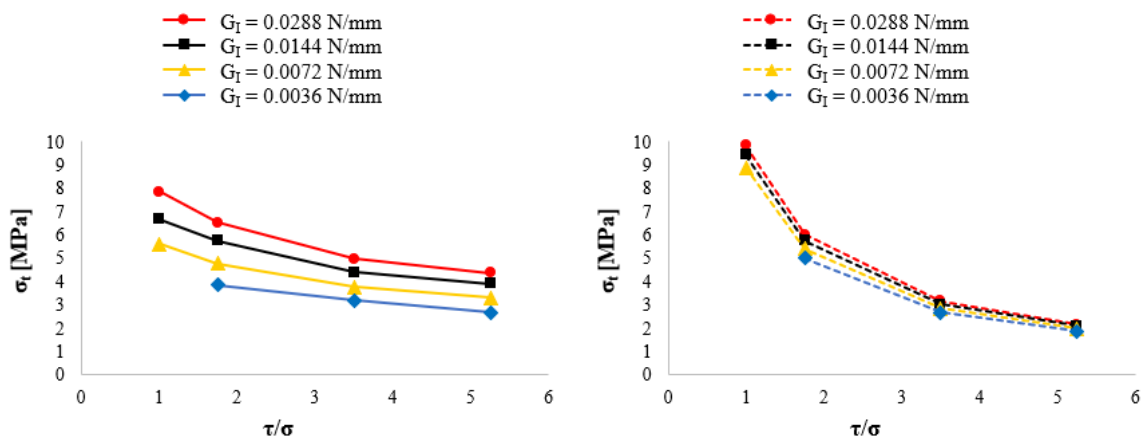 G_I = 0.0288 N/mm
G_I = 0.0144 N/mm
G_I = 0.0072 N/mm
G_I = 0.0036 N/mm
σ_t [MPa]
10
9
8
7
6
5
4
3
2
1
0
0 1 2 3 4 5 6
τ/σ
G_I = 0.0288 N/mm
G_I = 0.0144 N/mm
G_I = 0.0072 N/mm
G_I = 0.0036 N/mm
σ_t [MPa]
10
9
8
7
6
5
4
3
2
1
0
0 1 2 3 4 5 6
τ/σ